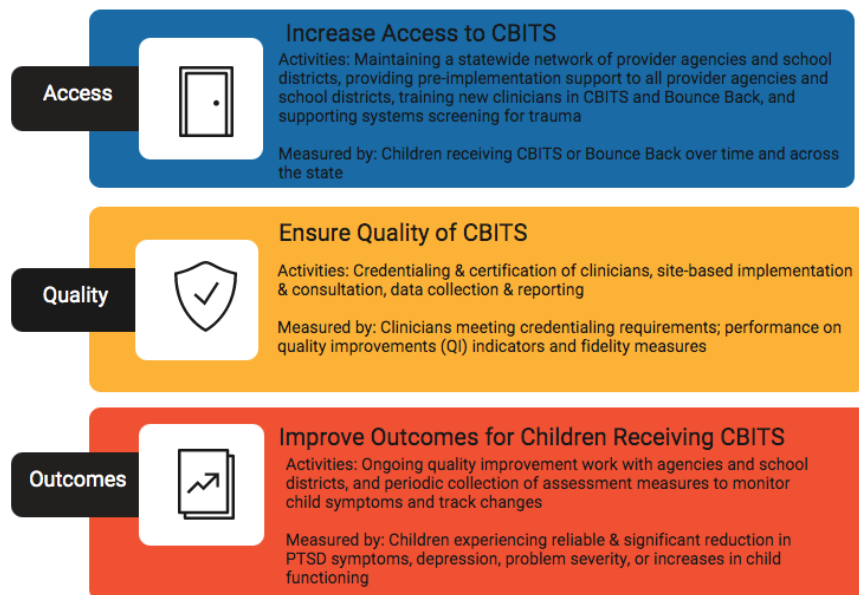 Access
Increase Access to CBITS
Activities: Maintaining a statewide network of provider agencies and school
districts, providing pre-implementation support to all provider agencies and
school districts, training new clinicians in CBITS and Bounce Back, and
supporting systems screening for trauma
Measured by: Children receiving CBITS or Bounce Back over time and across
the state
Quality
Ensure Quality of CBITS
Activities: Credentialing & certification of clinicians, site-based implementation
& consultation, data collection & reporting
Measured by: Clinicians meeting credentialing requirements; performance on
quality improvements (QI) indicators and fidelity measures
Outcomes
Improve Outcomes for Children Receiving CBITS
Activities: Ongoing quality improvement work with agencies and school
districts, and periodic collection of assessment measures to monitor
child symptoms and track changes
Measured by: Children experiencing reliable & significant reduction in
PTSD symptoms, depression, problem severity, or increases in child
functioning